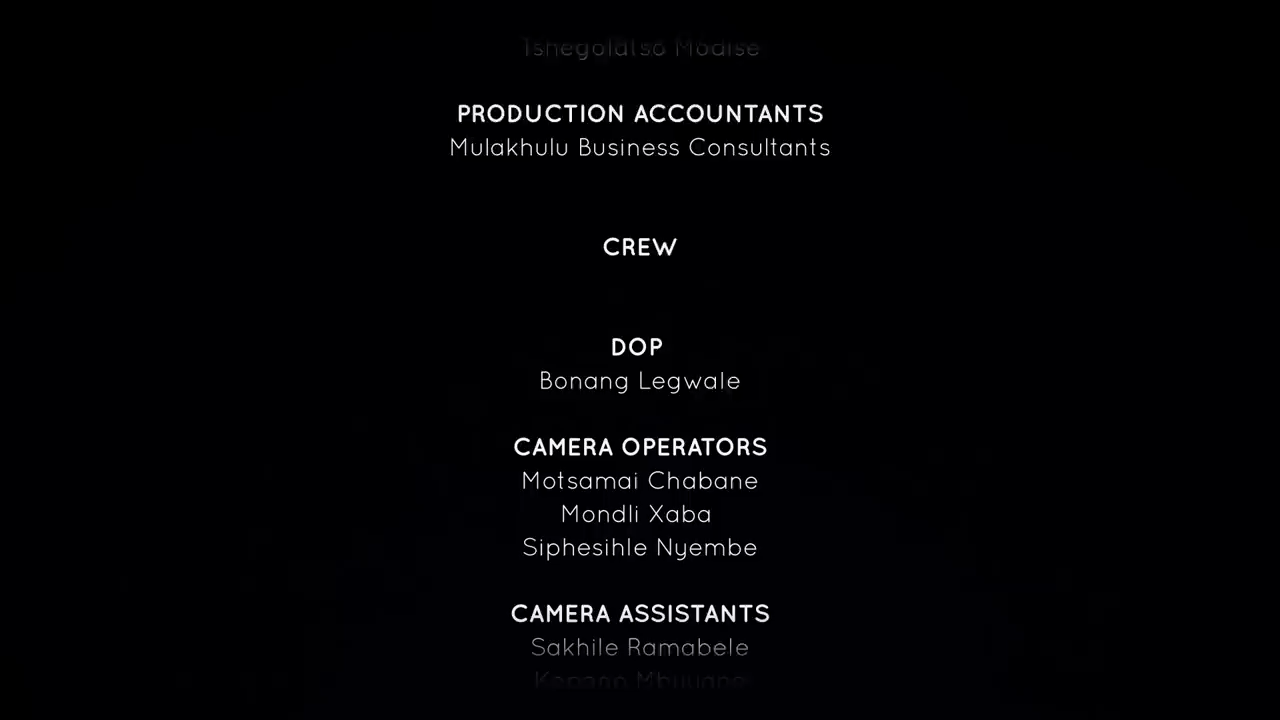 Modise
PRODUCTION ACCOUNTANTS
Mulakhulu Business Consultants
CREW
DOP
Bonang Legwale
CAMERA OPERATORS
Motsamai Chabane
Mondli Xaba
Siphesihle Nyembe
CAMERA ASSISTANTS
Sakhile Ramabele